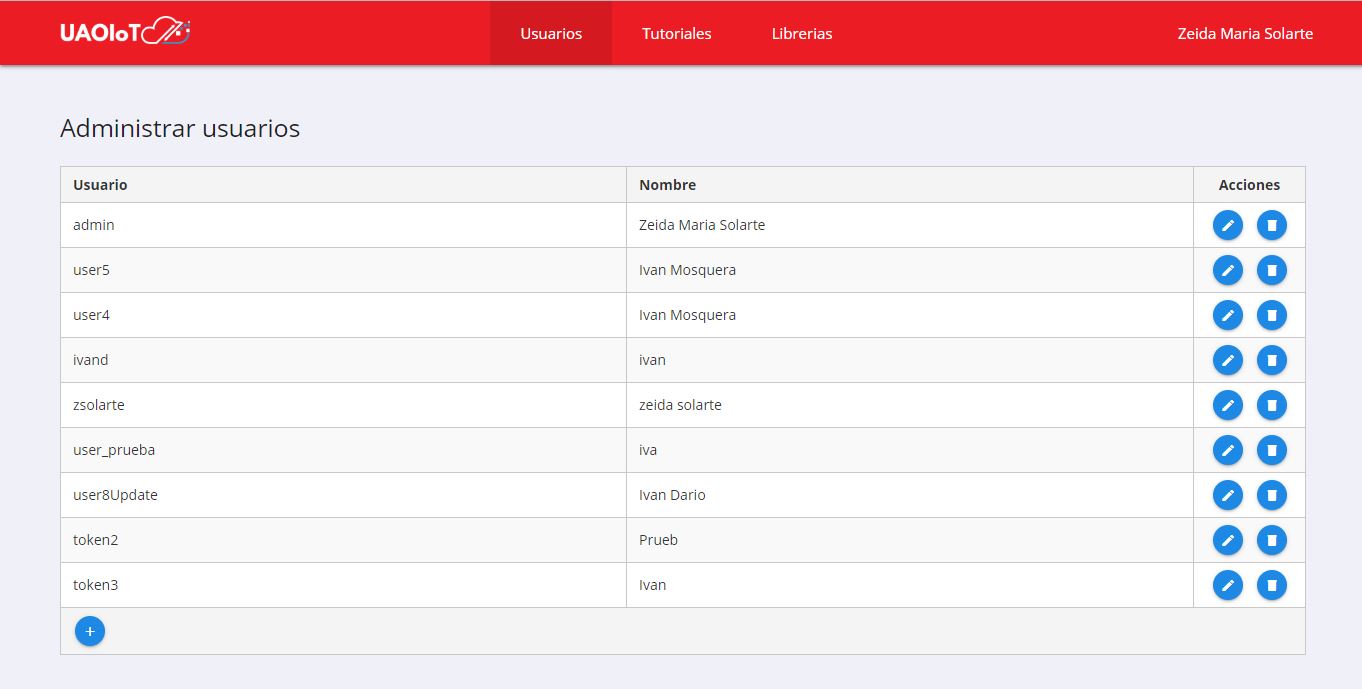 UAOIoT Usuarios Tutoriales Librerias Zeida Maria Solarte
Administrar usuarios
Usuario Nombre Acciones
admin Zeida Maria Solarte
user5 Ivan Mosquera
user4 Ivan Mosquera
ivand ivan
zsolarte zeida solarte
user_prueba iva
user8Update Ivan Dario
token2 Prueb
token3 Ivan
+